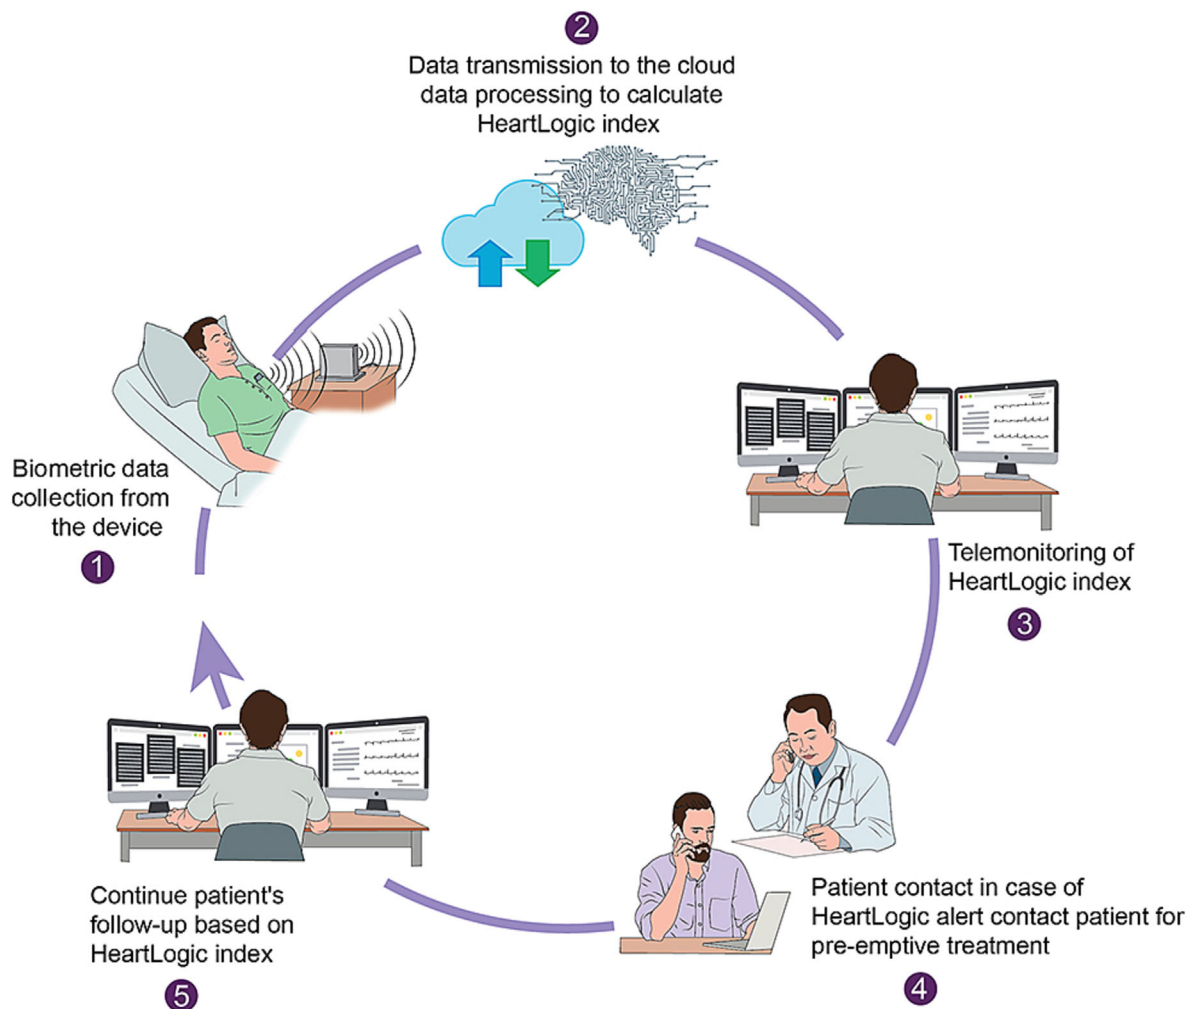 2
Data transmission to the cloud
data processing to calculate
HeartLogic index
Biometric data
collection from
the device
1
Telemonitoring of
HeartLogic index
3
Patient contact in case of
HeartLogic alert contact patient for
pre-emptive treatment
4
Continue patient's
follow-up based on
HeartLogic index
5